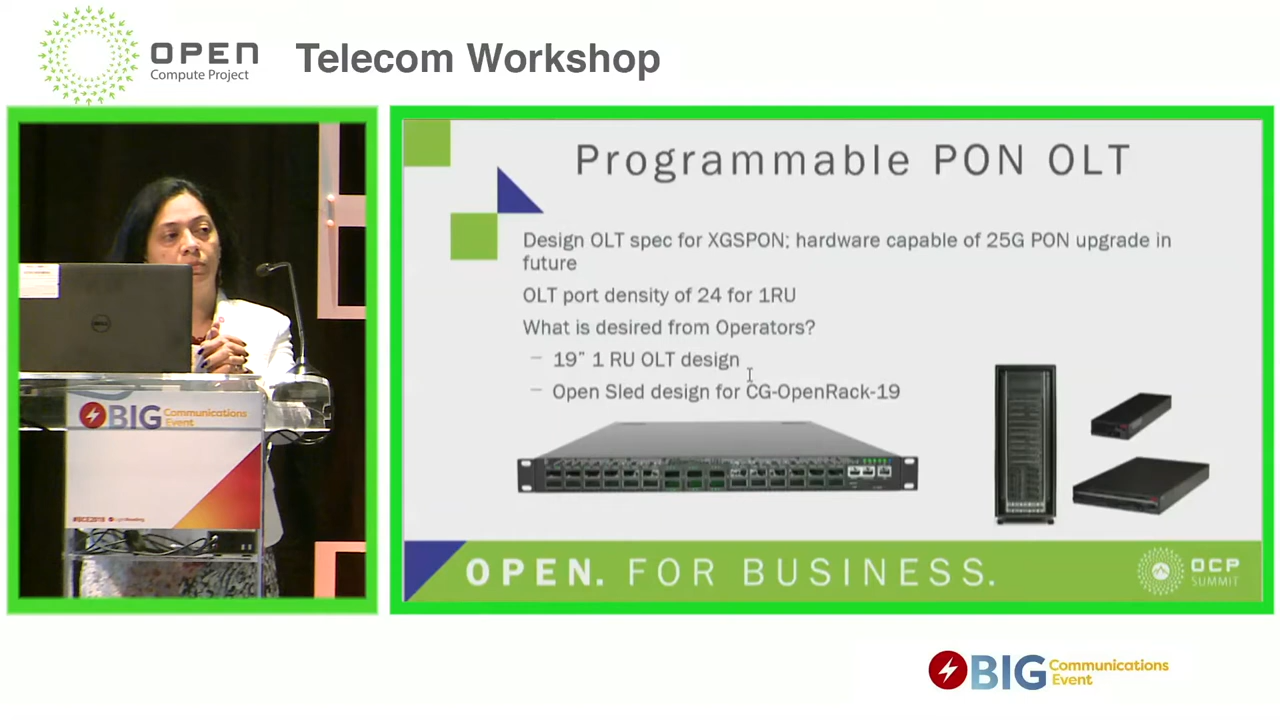 OPEN
Compute Project
Telecom Workshop
Programmable PON OLT
Design OLT spec for XGSPON; hardware capable of 25G PON upgrade in
future
OLT port density of 24 for 1RU
What is desired from Operators?
– 19" 1 RU OLT design
– Open Sled design for CG-OpenRack-19
DELL
BIG
Communications
Event
#BCE2018
OPEN. FOR BUSINESS.
OCP
SUMMIT
BIG
Communications
Event